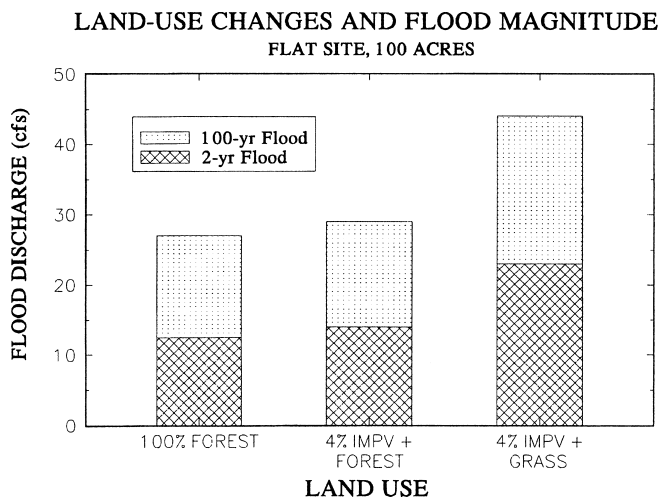 LAND-USE CHANGES AND FLOOD MAGNITUDE
FLAT SITE, 100 ACRES
FLOOD DISCHARGE (cfs)
50
40
30
20
10
0
100-yr Flood
2-yr Flood
100% FOREST
4% IMPV +
FOREST
4% IMPV +
GRASS
LAND USE